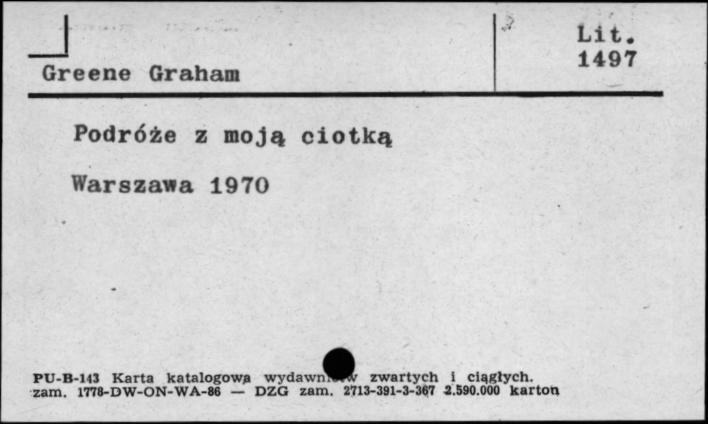 Lit.
1497
Greene Graham
Podróże z moją ciotką
Warszawa 1970
PU-B-143 Karta katalogowa zwartych i ciągłych.
zam. 1778-DW-ON-WA-86 — DZG zam. 2713-391-3-367 2.590.000 karton